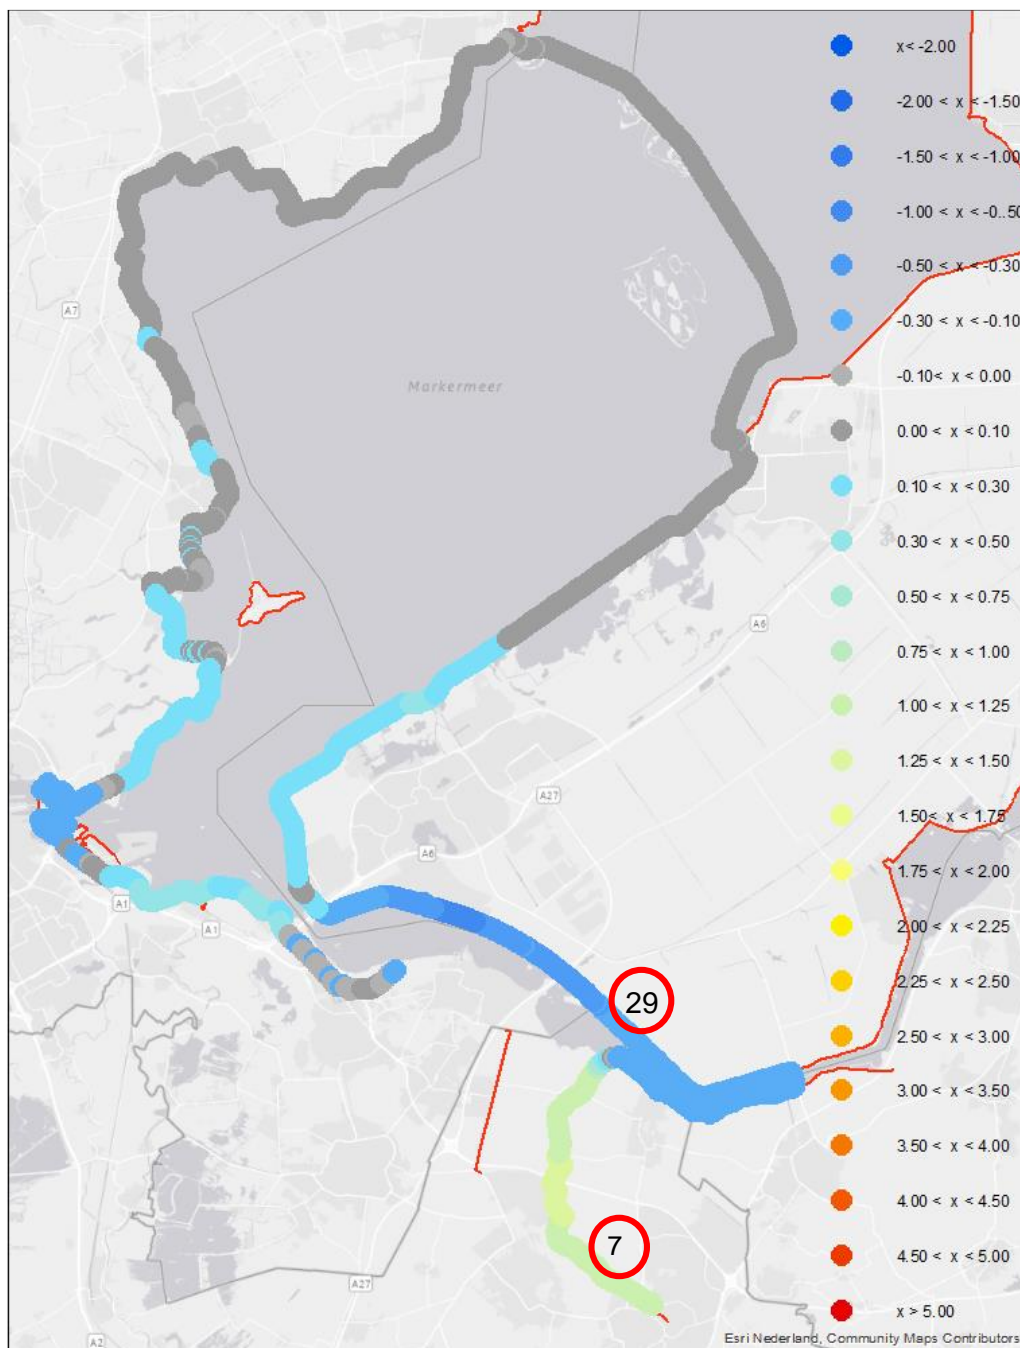 x< -2.00
-2.00 < x < -1.50
-1.50 < x < -1.00
-1.00 < x < -0..50
-0.50 < x < -0.30
-0.30 < x < -0.10
-0.10< x < 0.00
0.00 < x < 0.10
0.10 < x < 0.30
0.30 < x < 0.50
0.50 < x < 0.75
0.75 < x < 1.00
1.00 < x < 1.25
1.25 < x < 1.50
1.50< x < 1.75
1.75 < x < 2.00
2.00 < x < 2.25
2.25 < x < 2.50
2.50 < x < 3.00
3.00 < x < 3.50
3.50 < x < 4.00
4.00 < x < 4.50
4.50 < x < 5.00
x > 5.00
A7
Markermeer
A6
A27
A6
A1
A1
29
7
A27
A2
Esri Nederland, Community Maps Contributors